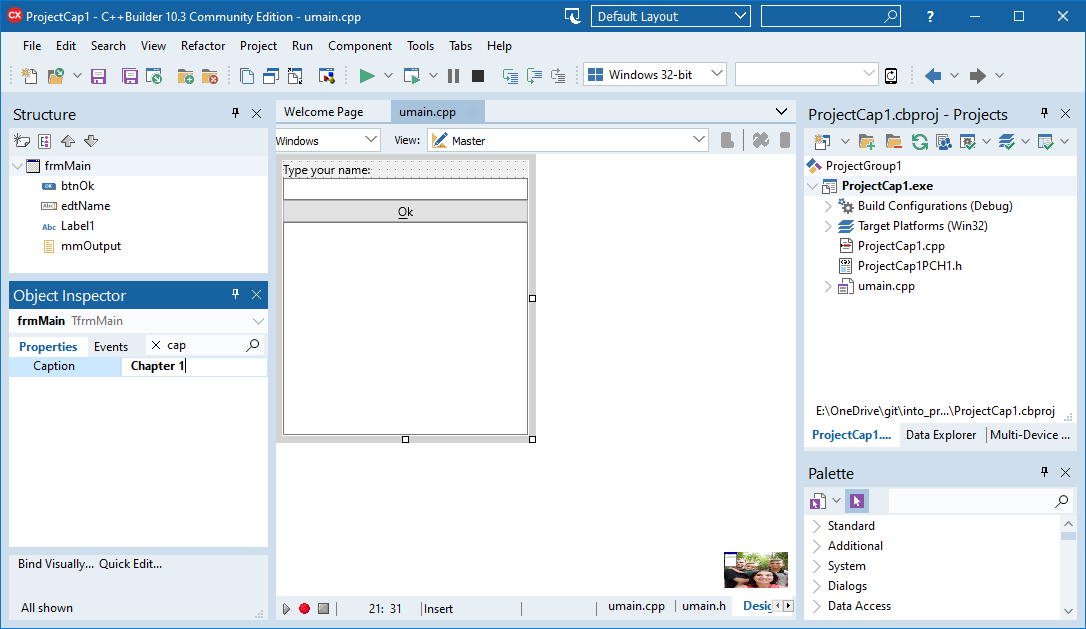 CX ProjectCap1 - C++Builder 10.3 Community Edition - umain.cpp
Default Layout
?
File Edit Search View Refactor Project Run Component Tools Tabs Help
Windows 32-bit
Structure
frmMain
OK btnOk
Abc edtName
Abc Label1
mmOutput
Object Inspector
frmMain TfrmMain
Properties Events cap
Caption Chapter 1
Bind Visually... Quick Edit...
All shown
Welcome Page umain.cpp
Windows View: Master
Type your name:
Ok
21: 31 Insert
umain.cpp umain.h Desig
ProjectCap1.cbproj - Projects
ProjectGroup1
ProjectCap1.exe
Build Configurations (Debug)
Target Platforms (Win32)
ProjectCap1.cpp
ProjectCap1PCH1.h
umain.cpp
E:\OneDrive\git\into_pr...\ProjectCap1.cbproj
ProjectCap1.... Data Explorer Multi-Device ...
Palette
Standard
Additional
System
Dialogs
Data Access